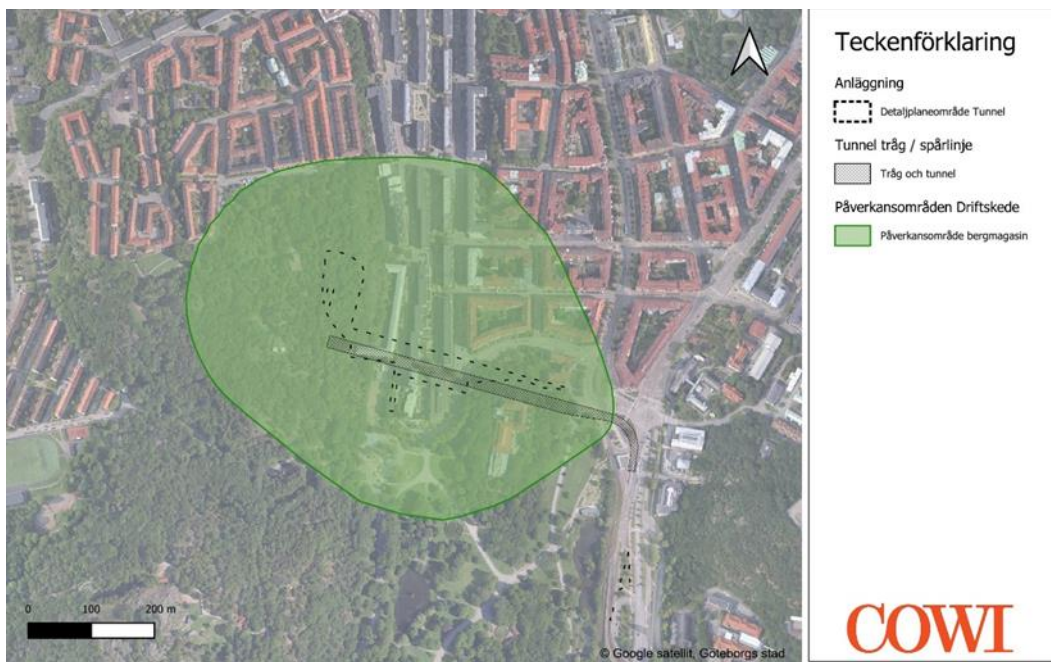 Teckenförklaring
Anläggning
Detaljplaneområde Tunnel
Tunnel tråg / spårlinje
Tråg och tunnel
Påverkansområden Driftskede
Påverkansområde bergmagasin
0 100 200 m
© Google satellit, Göteborgs stad
COWI